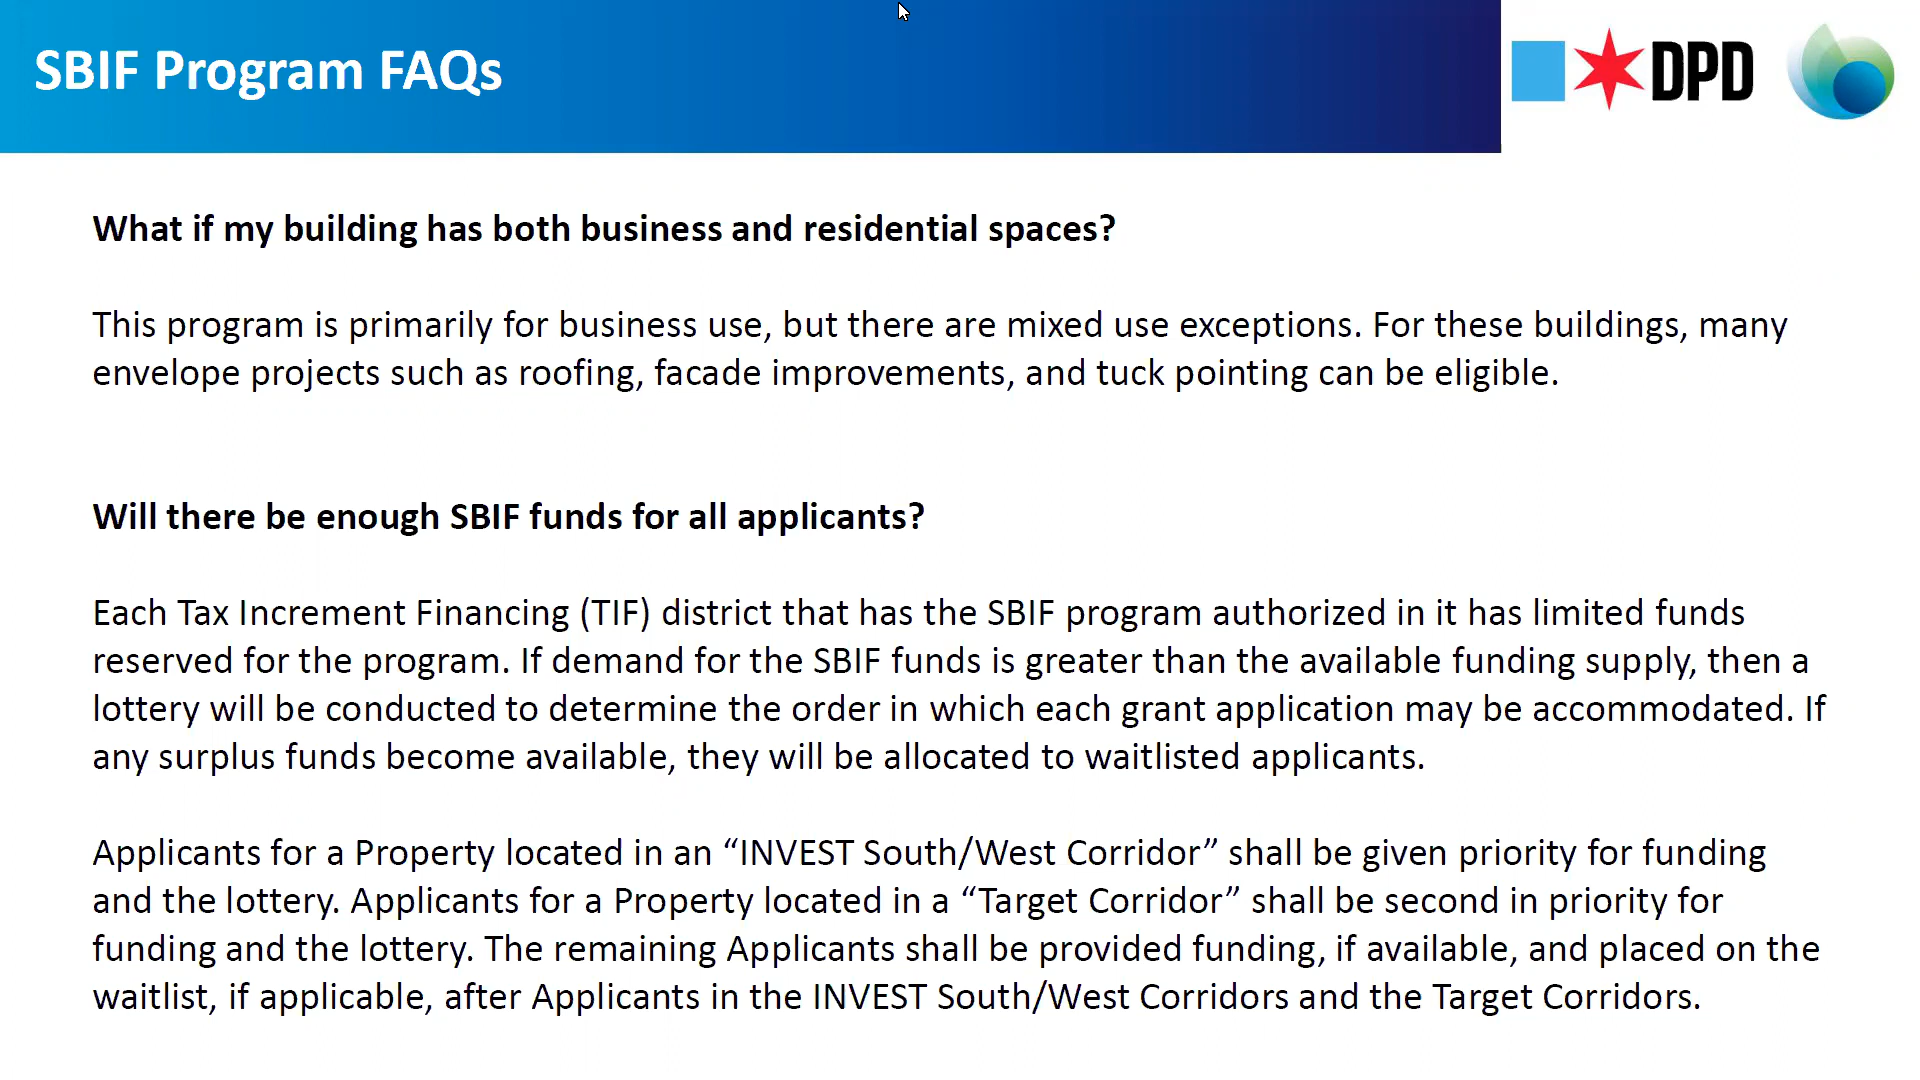 SBIF Program FAQs
DPD
What if my building has both business and residential spaces?
This program is primarily for business use, but there are mixed use exceptions. For these buildings, many
envelope projects such as roofing, facade improvements, and tuck pointing can be eligible.
Will there be enough SBIF funds for all applicants?
Each Tax Increment Financing (TIF) district that has the SBIF program authorized in it has limited funds
reserved for the program. If demand for the SBIF funds is greater than the available funding supply, then a
lottery will be conducted to determine the order in which each grant application may be accommodated. If
any surplus funds become available, they will be allocated to waitlisted applicants.
Applicants for a Property located in an “INVEST South/West Corridor” shall be given priority for funding
and the lottery. Applicants for a Property located in a “Target Corridor” shall be second in priority for
funding and the lottery. The remaining Applicants shall be provided funding, if available, and placed on the
waitlist, if applicable, after Applicants in the INVEST South/West Corridors and the Target Corridors.